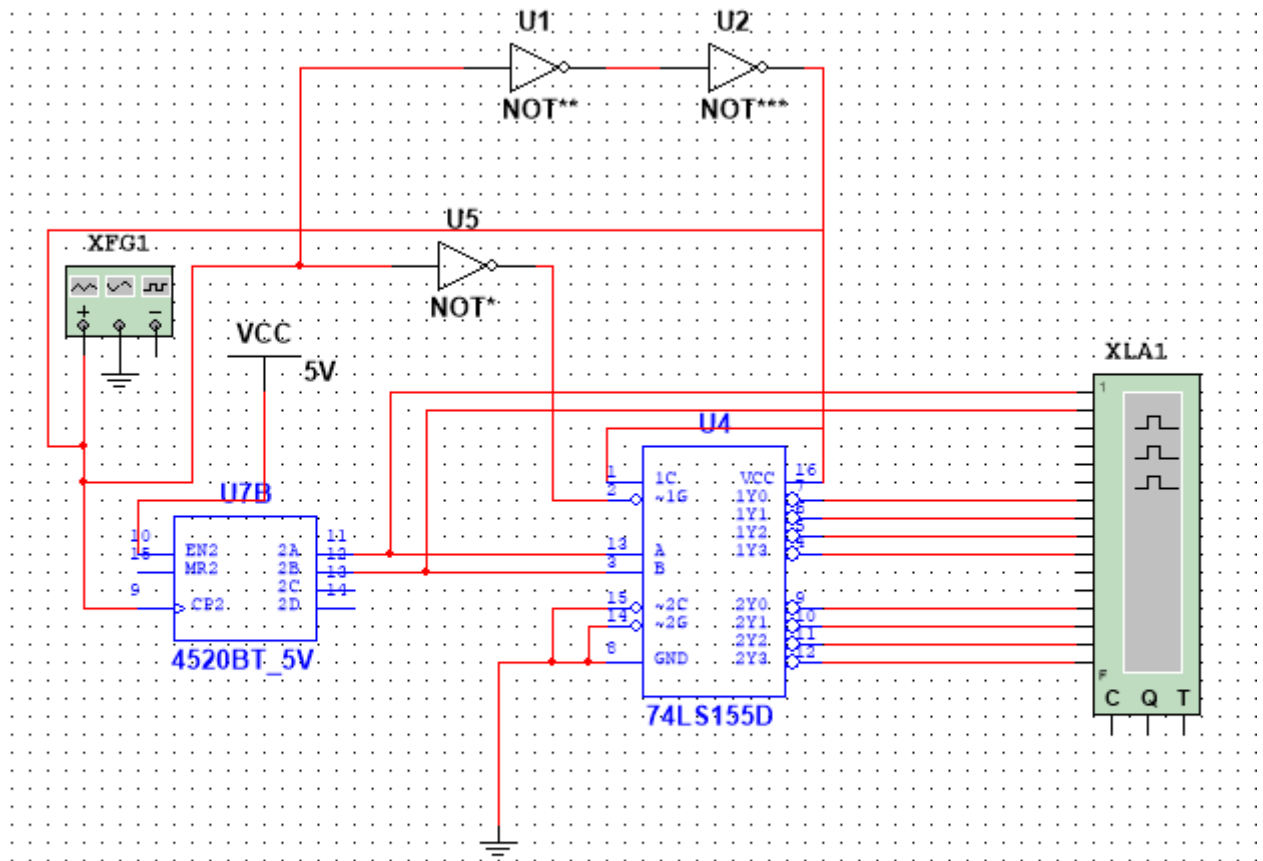 U1
U2
NOT**
NOT***
U5
XFG1
NOT*
+
−
VCC
5V
XLA1
1
U4
1
1C
VCC
16
2
~1G
1Y0
7
1Y1
6
1Y2
5
1Y3
4
13
A
3
B
15
~2C
2Y0
9
14
~2G
2Y1
10
2Y2
11
8
GND
2Y3
12
74LS155D
U7B
10
EN2
2A
11
15
MR2
2B
12
2C
13
9
CP2
2D
14
4520BT_5V
F
C Q T